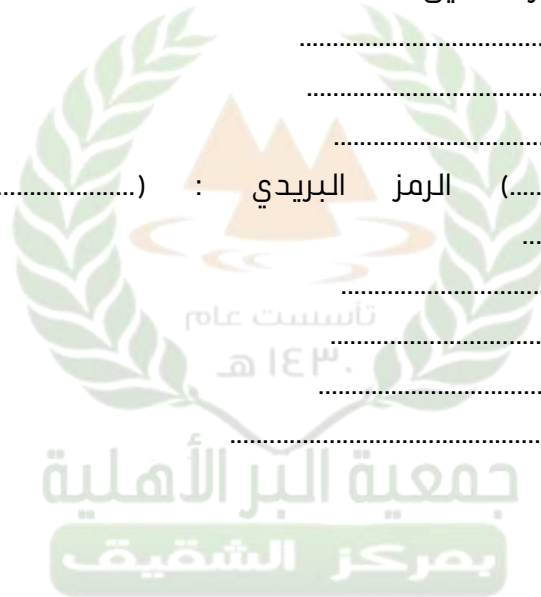 ....................................
...................................
...............................
.....) الرمز البريدي : (....................
...
..............................
................................
.................................
..............................................
تأسست عام
١٤٣٠ هـ
جمعية البر الأهلية
بمركز الشقيق